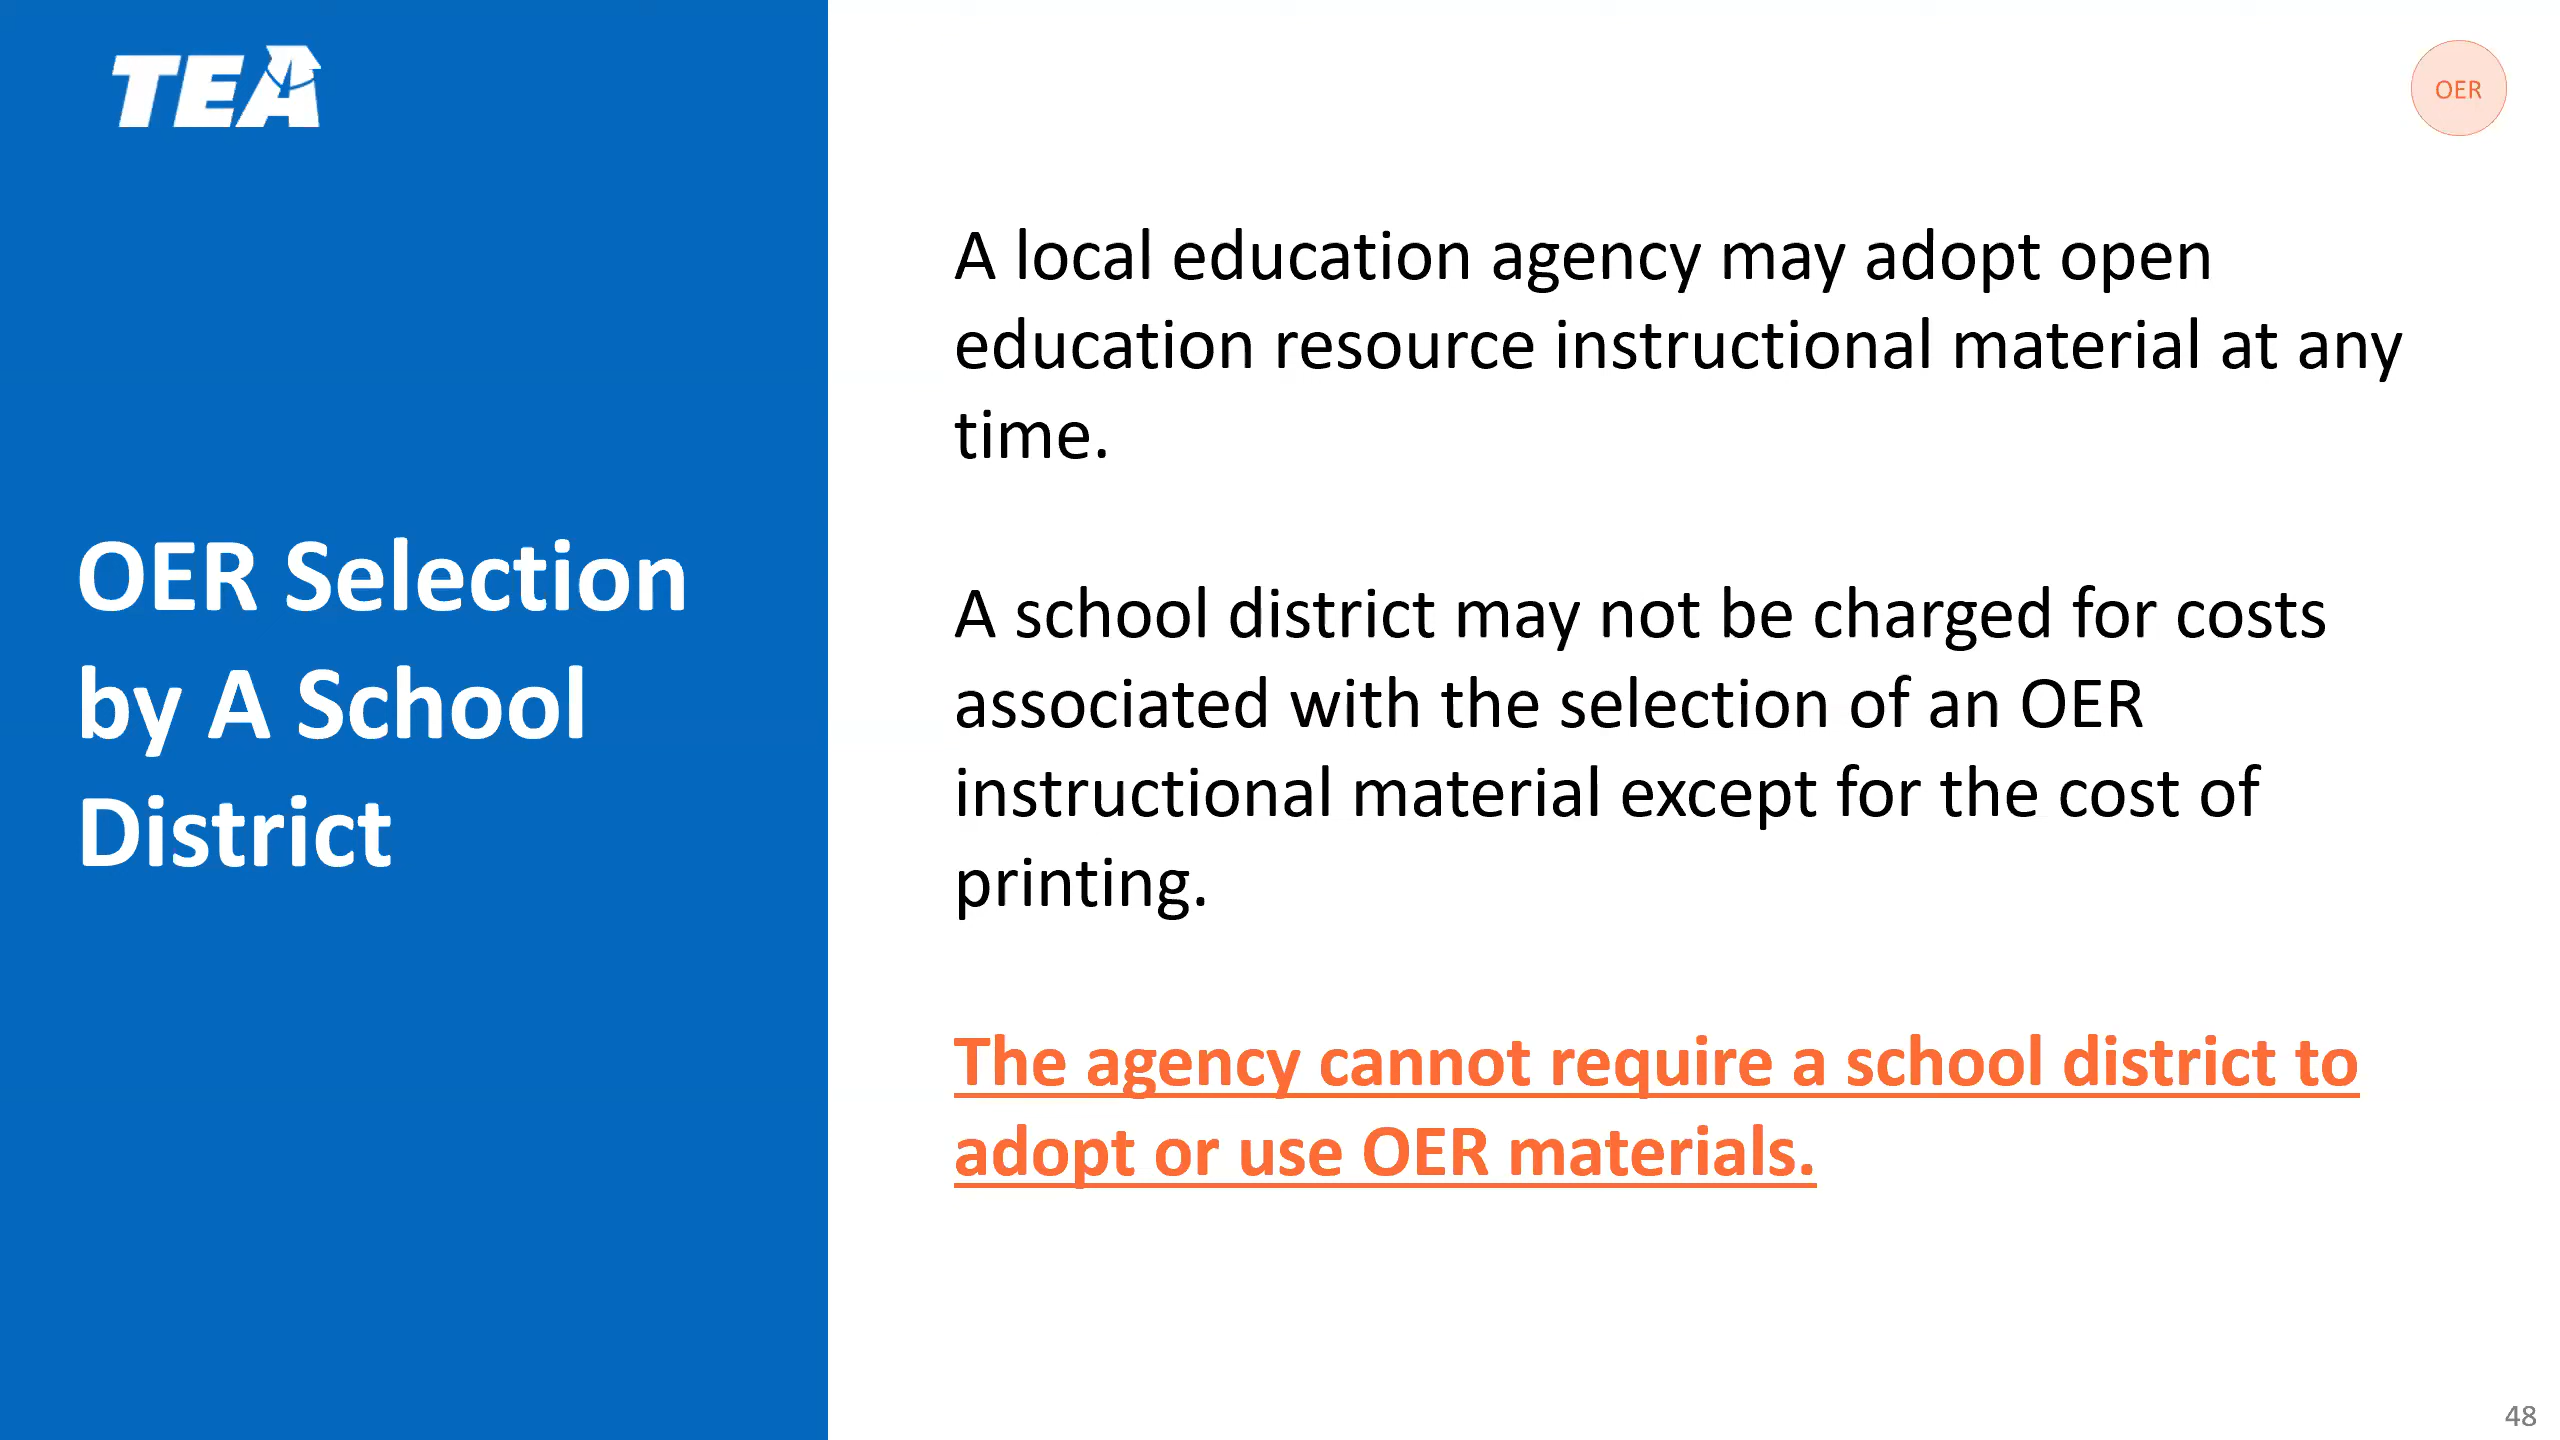 TEA
OER
OER Selection
by A School
District
A local education agency may adopt open
education resource instructional material at any
time.
A school district may not be charged for costs
associated with the selection of an OER
instructional material except for the cost of
printing.
The agency cannot require a school district to
adopt or use OER materials.
48